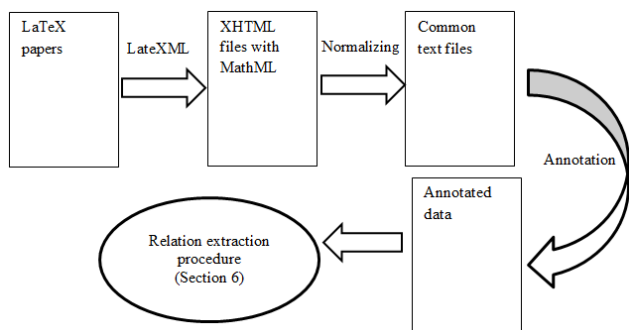 LaTeX
papers
LateXML
XHTML
files with
MathML
Normalizing
Common
text files
Annotation
Annotated
data
Relation extraction
procedure
(Section 6)